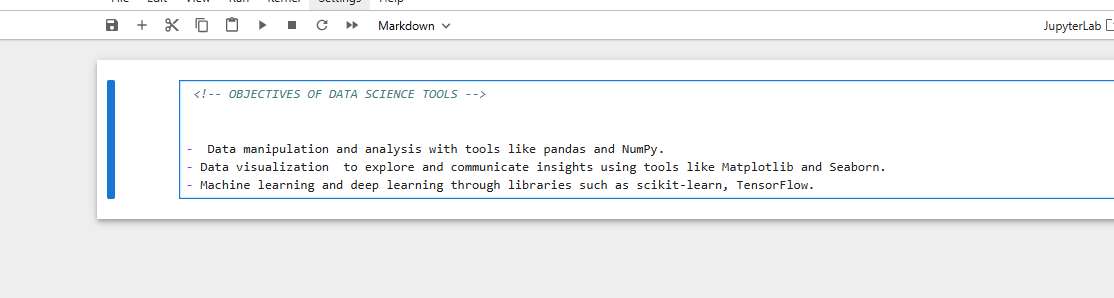 File Edit View Run Kernel Settings Help
Markdown
JupyterLab
<!-- OBJECTIVES OF DATA SCIENCE TOOLS -->
-  Data manipulation and analysis with tools like pandas and NumPy.
- Data visualization  to explore and communicate insights using tools like Matplotlib and Seaborn.
- Machine learning and deep learning through libraries such as scikit-learn, TensorFlow.